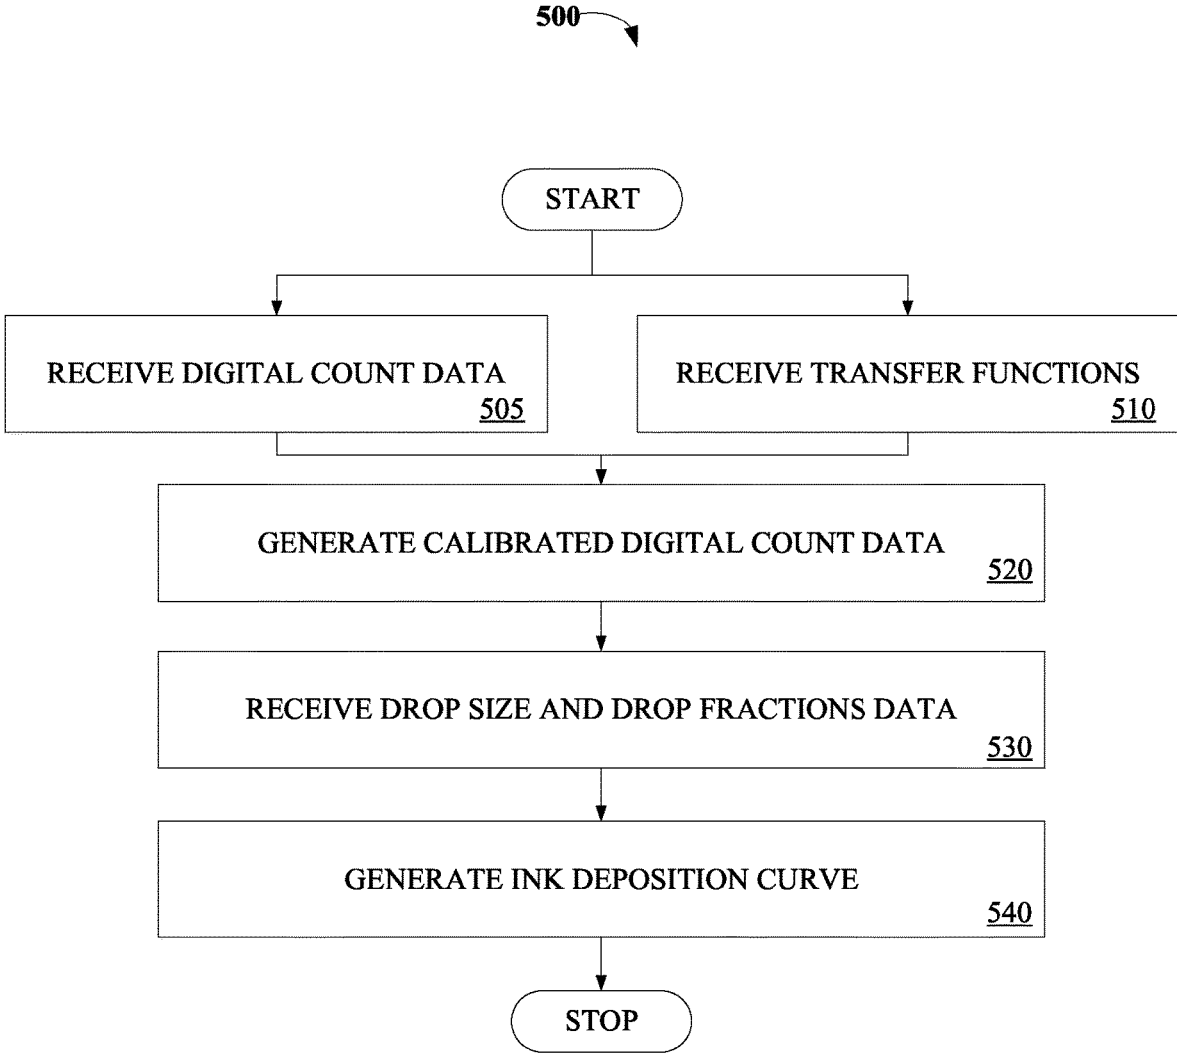 500
START
RECEIVE DIGITAL COUNT DATA
505
RECEIVE TRANSFER FUNCTIONS
510
GENERATE CALIBRATED DIGITAL COUNT DATA
520
RECEIVE DROP SIZE AND DROP FRACTIONS DATA
530
GENERATE INK DEPOSITION CURVE
540
STOP